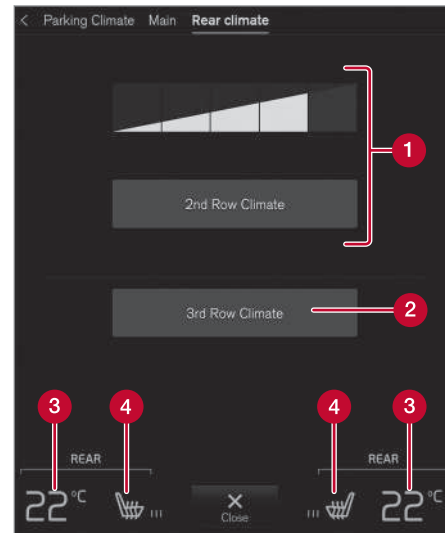 < Parking Climate Main Rear climate
1
2nd Row Climate
3rd Row Climate
2
3 4 4 3
REAR REAR
22°C 22°C
Close